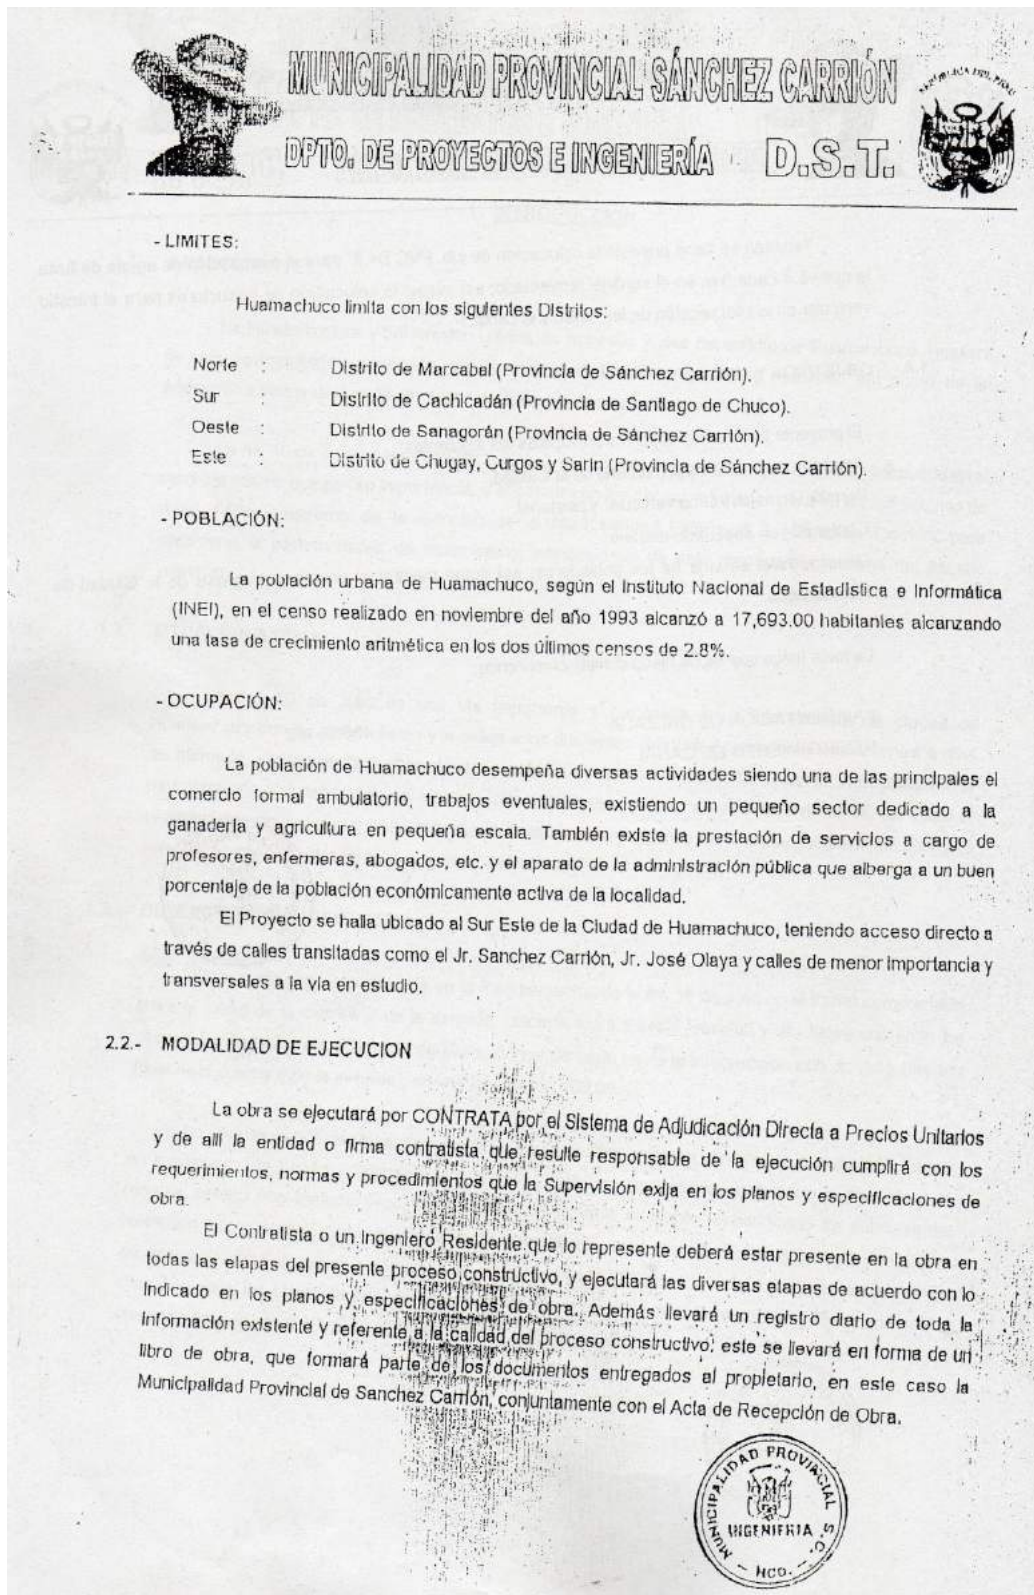 MUNICIPALIDAD PROVINCIAL SÁNCHEZ CARRIÓN
DPTO. DE PROYECTOS E INGENIERÍA D.S.T.
REPÚBLICA DEL PERÚ
- LIMITES:
Huamachuco limita con los siguientes Distritos:
Norte : Distrito de Marcabal (Provincia de Sánchez Carrión).
Sur : Distrito de Cachicadán (Provincia de Santiago de Chuco).
Oeste : Distrito de Sanagorán (Provincia de Sánchez Carrión).
Este : Distrito de Chugay, Curgos y Sarin (Provincia de Sánchez Carrión).
- POBLACIÓN:
La población urbana de Huamachuco, según el Instituto Nacional de Estadística e Informática
(INEI), en el censo realizado en noviembre del año 1993 alcanzó a 17,693.00 habitantes alcanzando
una tasa de crecimiento aritmética en los dos últimos censos de 2.8%.
- OCUPACIÓN:
La población de Huamachuco desempeña diversas actividades siendo una de las principales el
comercio formal ambulatorio, trabajos eventuales, existiendo un pequeño sector dedicado a la
ganadería y agricultura en pequeña escala. También existe la prestación de servicios a cargo de
profesores, enfermeras, abogados, etc. y el aparato de la administración pública que alberga a un buen
porcentaje de la población económicamente activa de la localidad.
El Proyecto se halla ubicado al Sur Este de la Ciudad de Huamachuco, teniendo acceso directo a
través de calles transitadas como el Jr. Sanchez Carrión, Jr. José Olaya y calles de menor importancia y
transversales a la vía en estudio.
2.2.- MODALIDAD DE EJECUCION
La obra se ejecutará por CONTRATA por el Sistema de Adjudicación Directa a Precios Unitarios
y de allí la entidad o firma contratista que resulte responsable de la ejecución cumplirá con los
requerimientos, normas y procedimientos que la Supervisión exija en los planos y especificaciones de
obra.
El Contratista o un Ingeniero Residente que lo represente deberá estar presente en la obra en
todas las etapas del presente proceso constructivo, y ejecutará las diversas etapas de acuerdo con lo
indicado en los planos y especificaciones de obra. Además llevará un registro diario de toda la
información existente y referente a la calidad del proceso constructivo; este se llevará en forma de un
libro de obra, que formará parte de los documentos entregados al propietario, en este caso la
Municipalidad Provincial de Sanchez Carrión, conjuntamente con el Acta de Recepción de Obra.
MUNICIPALIDAD PROVINCIAL S.C.
INGENIERIA
- HCO. -